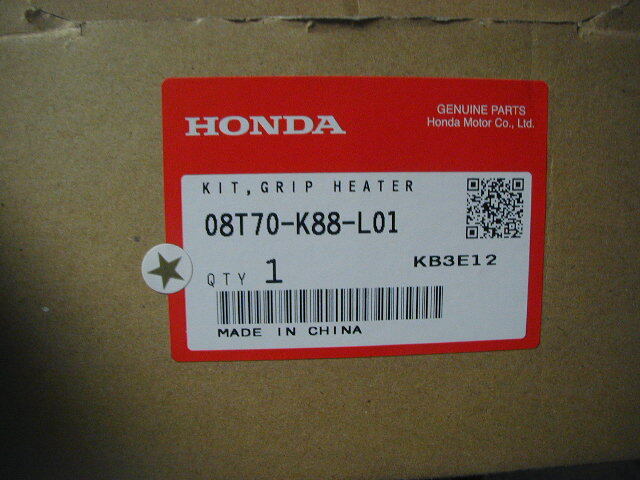 HONDA
GENUINE PARTS
Honda Motor Co., Ltd.
KIT, GRIP HEATER
08T70-K88-L01
QTY 1
KB3E12
MADE IN CHINA